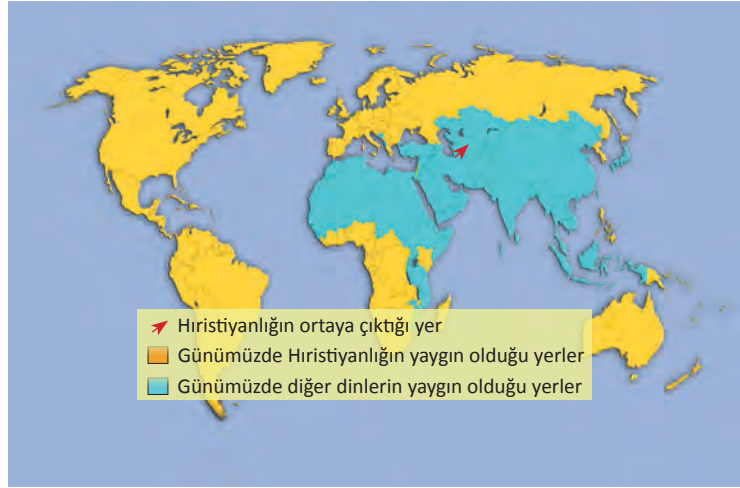 Hıristiyanlığın ortaya çıktığı yer
Günümüzde Hıristiyanlığın yaygın olduğu yerler
Günümüzde diğer dinlerin yaygın olduğu yerler